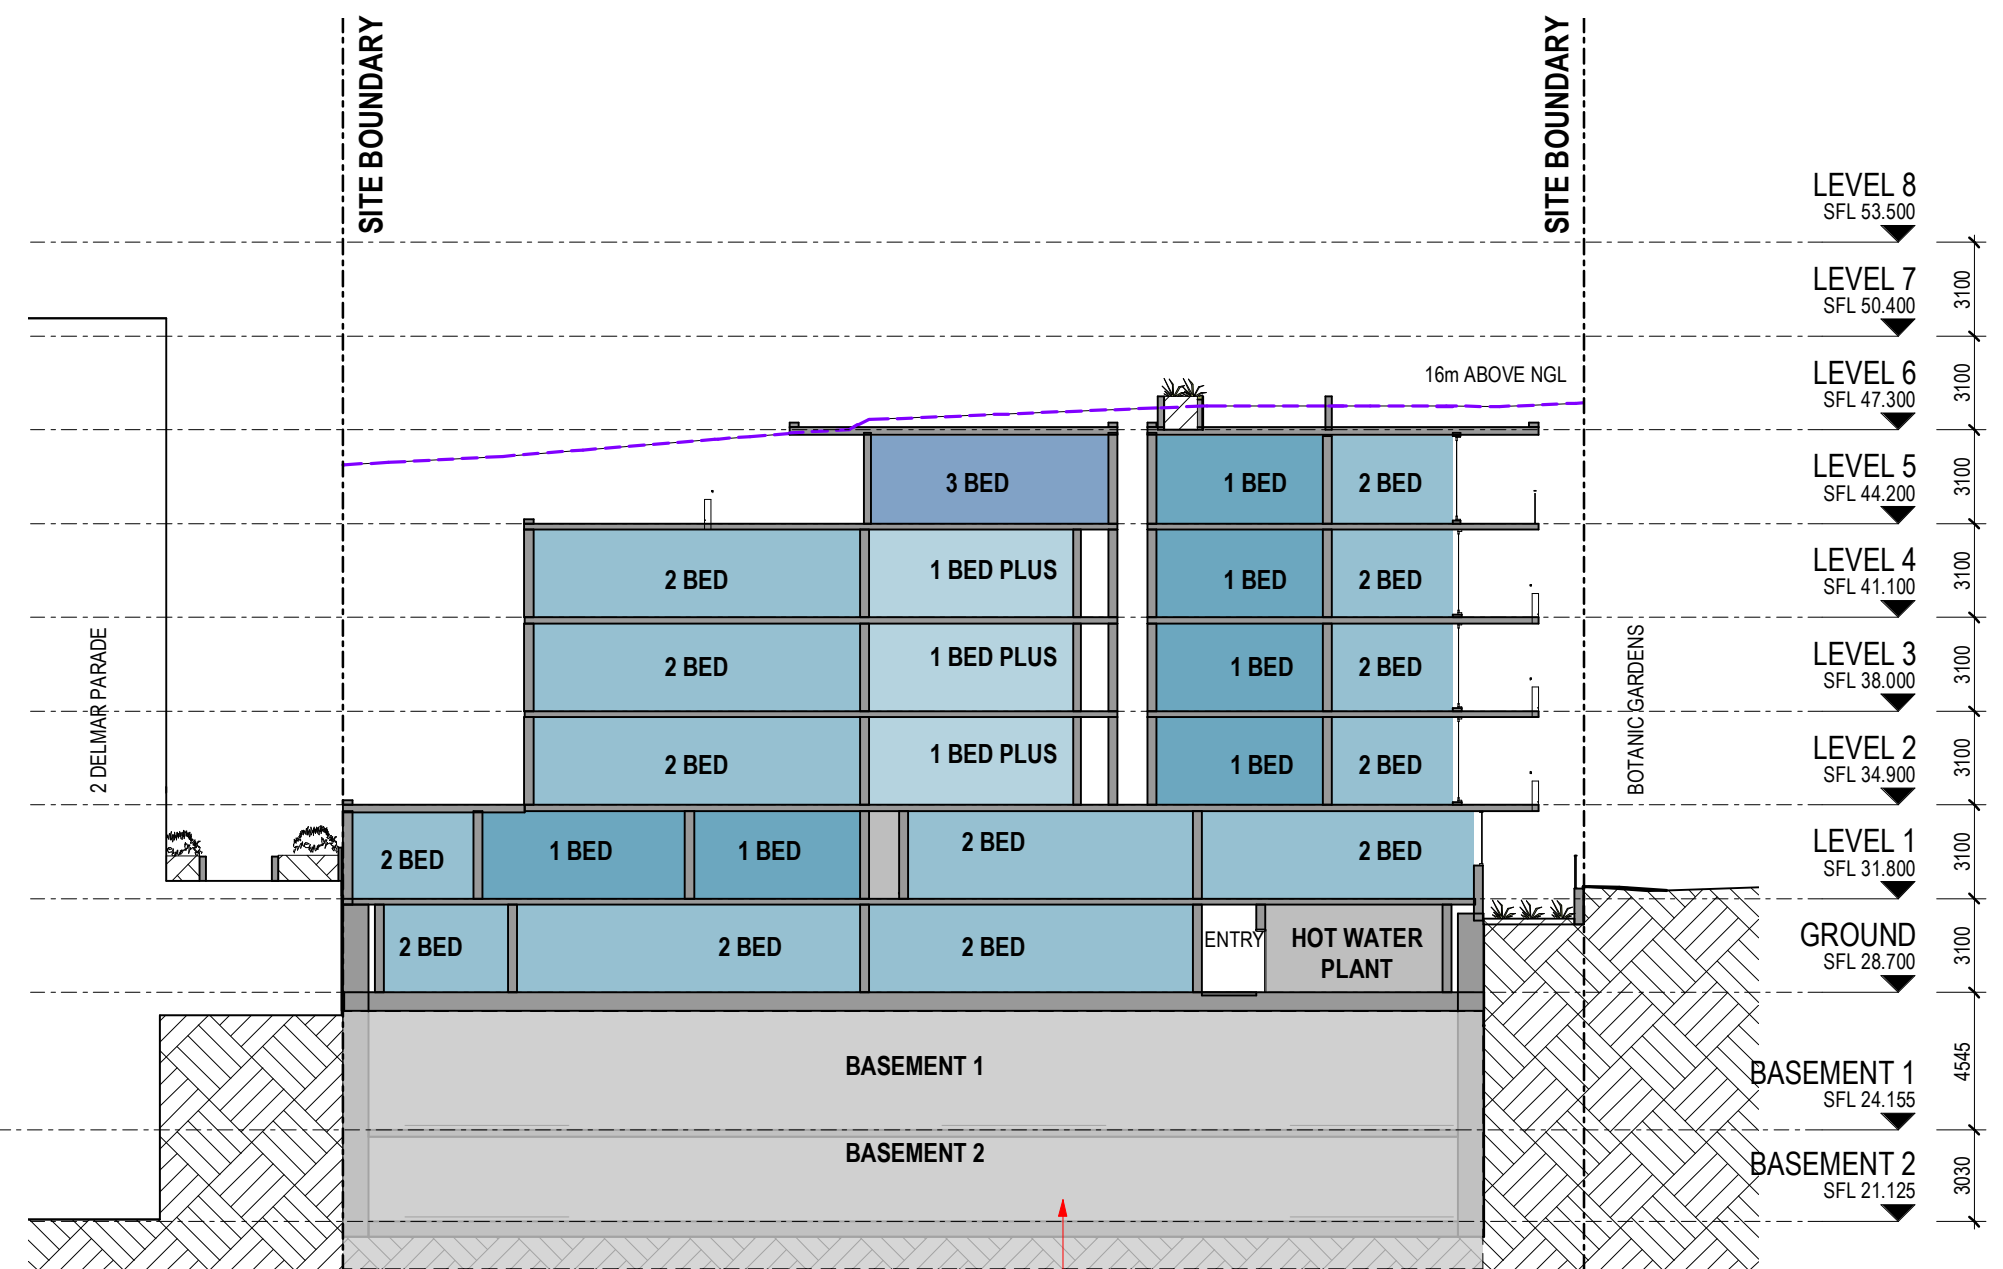 SITE BOUNDARY
SITE BOUNDARY
LEVEL 8
SFL 53.500
3100
LEVEL 7
SFL 50.400
3100
16m ABOVE NGL
LEVEL 6
SFL 47.300
3100
3 BED
1 BED
2 BED
LEVEL 5
SFL 44.200
3100
2 BED
1 BED PLUS
1 BED
2 BED
LEVEL 4
SFL 41.100
3100
2 DELMAR PARADE
2 BED
1 BED PLUS
1 BED
2 BED
BOTANIC GARDENS
LEVEL 3
SFL 38.000
3100
2 BED
1 BED PLUS
1 BED
2 BED
LEVEL 2
SFL 34.900
3100
2 BED
1 BED
1 BED
2 BED
2 BED
LEVEL 1
SFL 31.800
3100
2 BED
2 BED
2 BED
ENTRY
HOT WATER
PLANT
GROUND
SFL 28.700
4545
BASEMENT 1
BASEMENT 1
SFL 24.155
3030
BASEMENT 2
BASEMENT 2
SFL 21.125